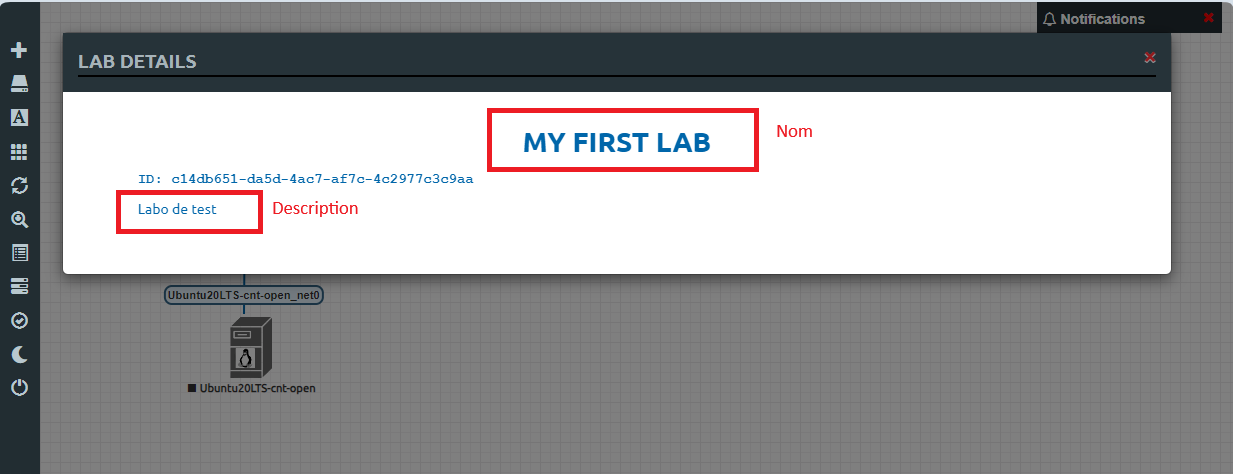 Notifications
LAB DETAILS
MY FIRST LAB
Nom
ID: c14db651-da5d-4ac7-af7c-4c2977c3c9aa
Labo de test
Description
Ubuntu20LTS-cnt-open_net0
Ubuntu20LTS-cnt-open